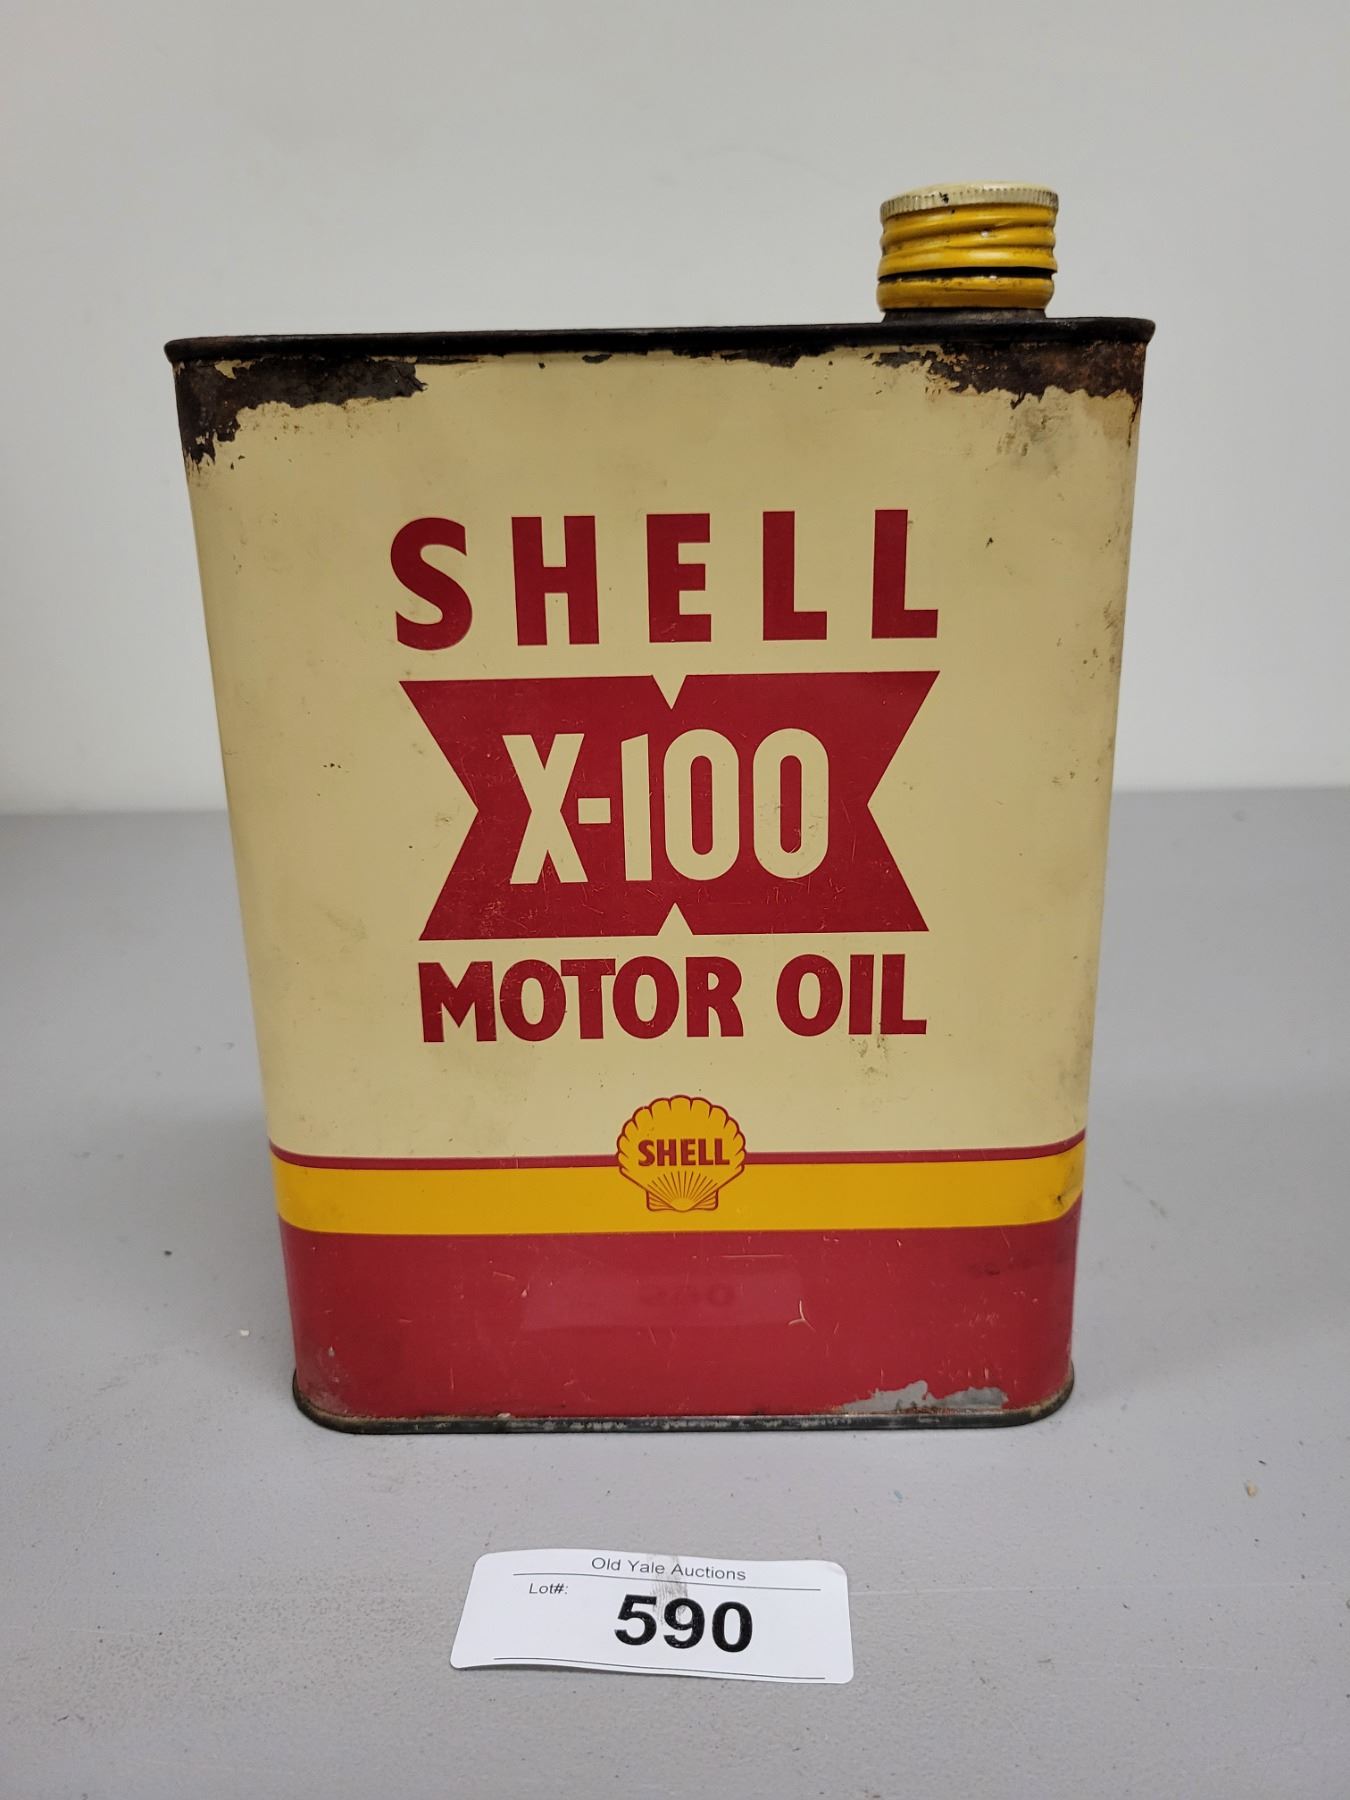 SHELL
X-100
MOTOR OIL
SHELL
Old Yale Auctions
Lot#:
590